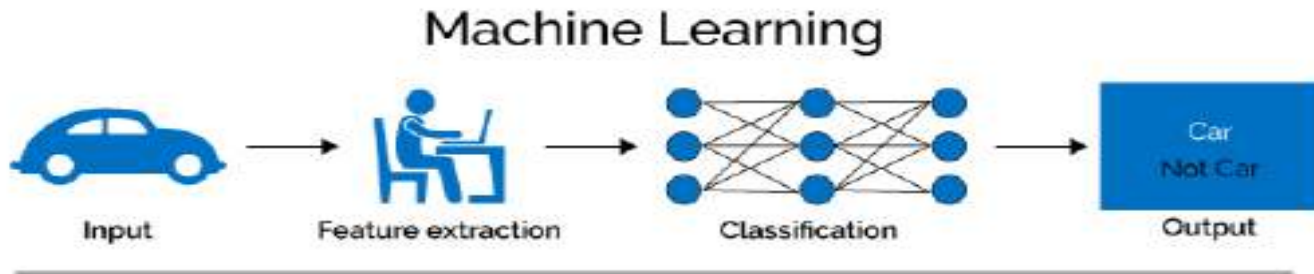 Machine Learning
Car
Not Car
Input
Feature extraction
Classification
Output